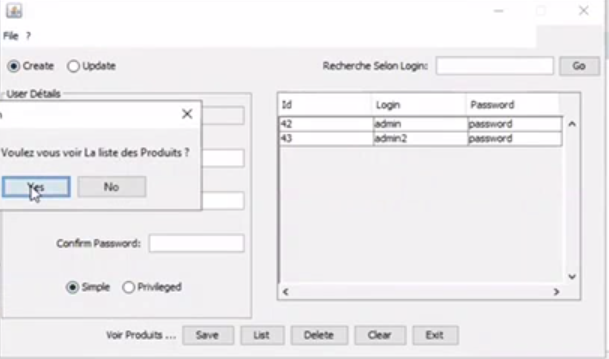 File ?
Create Update Recherche Selon Login: Go
User Détails
Id Login Password
42 admin password
43 admin2 password
Voulez vous voir La liste des Produits ?
Yes No
Confirm Password:
Simple Privileged
Voir Produits ... Save List Delete Clear Exit